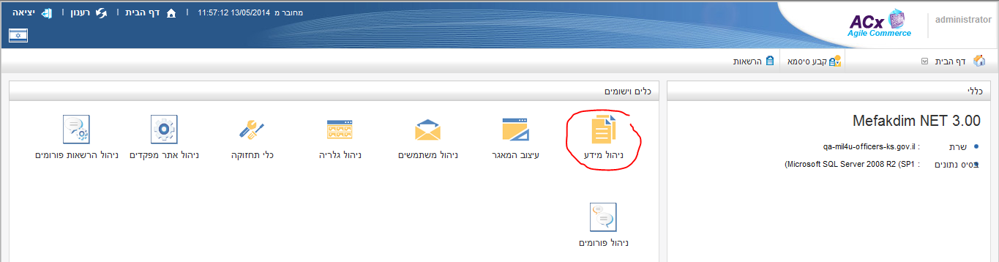 מחובר מ 13/05/2014 11:57:12 | דף הבית | רענון | יציאה
ACx
Agile Commerce
administrator
דף הבית
קבע סיסמא
הרשאות
כללי
Mefakdim NET 3.00
שרת : qa-mil4u-officers-ks.gov.il
בסיס נתונים : Microsoft SQL Server 2008 R2 (SP1)
כלים וישומים
ניהול מידע
עיצוב המאגר
ניהול משתמשים
ניהול גלריה
כלי תחזוקה
ניהול אתר מפקדים
ניהול הרשאות פורומים
ניהול פורומים